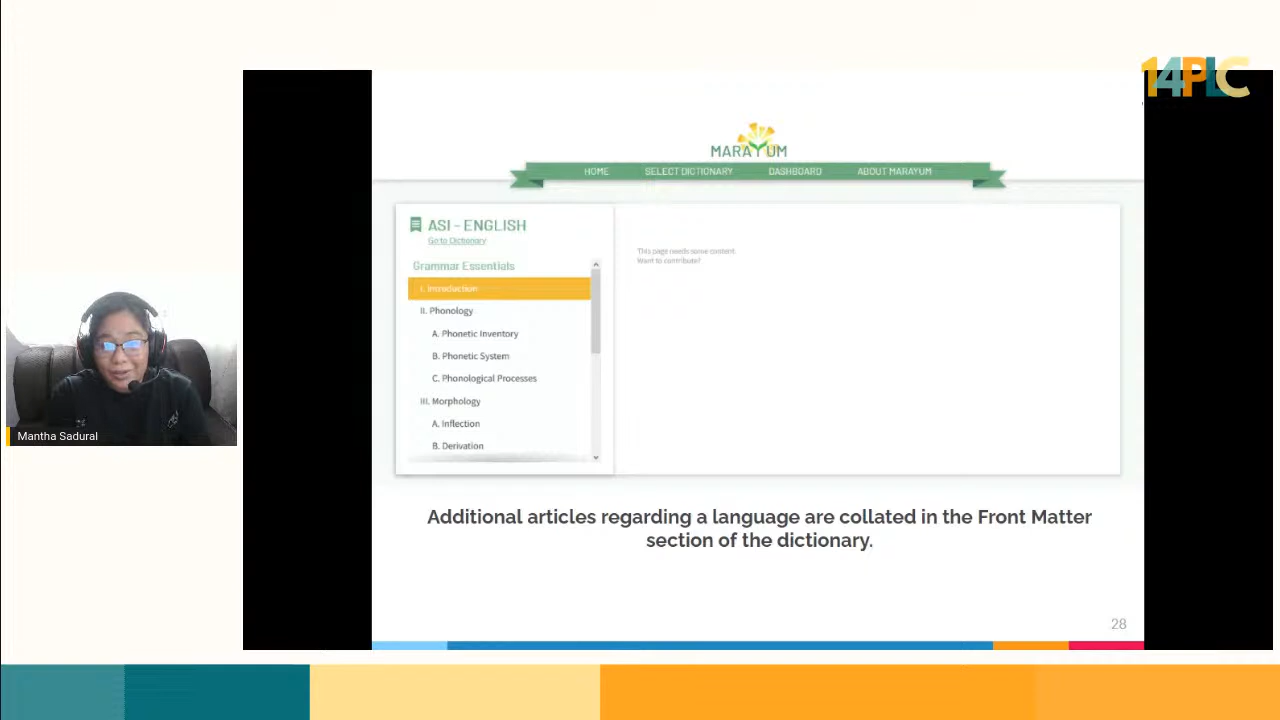 14PLC
MARAYUM
HOME SELECT DICTIONARY DASHBOARD ABOUT MARAYUM
ASI - ENGLISH
Go to Dictionary
Grammar Essentials
I. Introduction
II. Phonology
A. Phonetic Inventory
B. Phonetic System
C. Phonological Processes
III. Morphology
A. Inflection
B. Derivation
This page needs some content.
Want to contribute?
Additional articles regarding a language are collated in the Front Matter
section of the dictionary.
28
Mantha Sadural